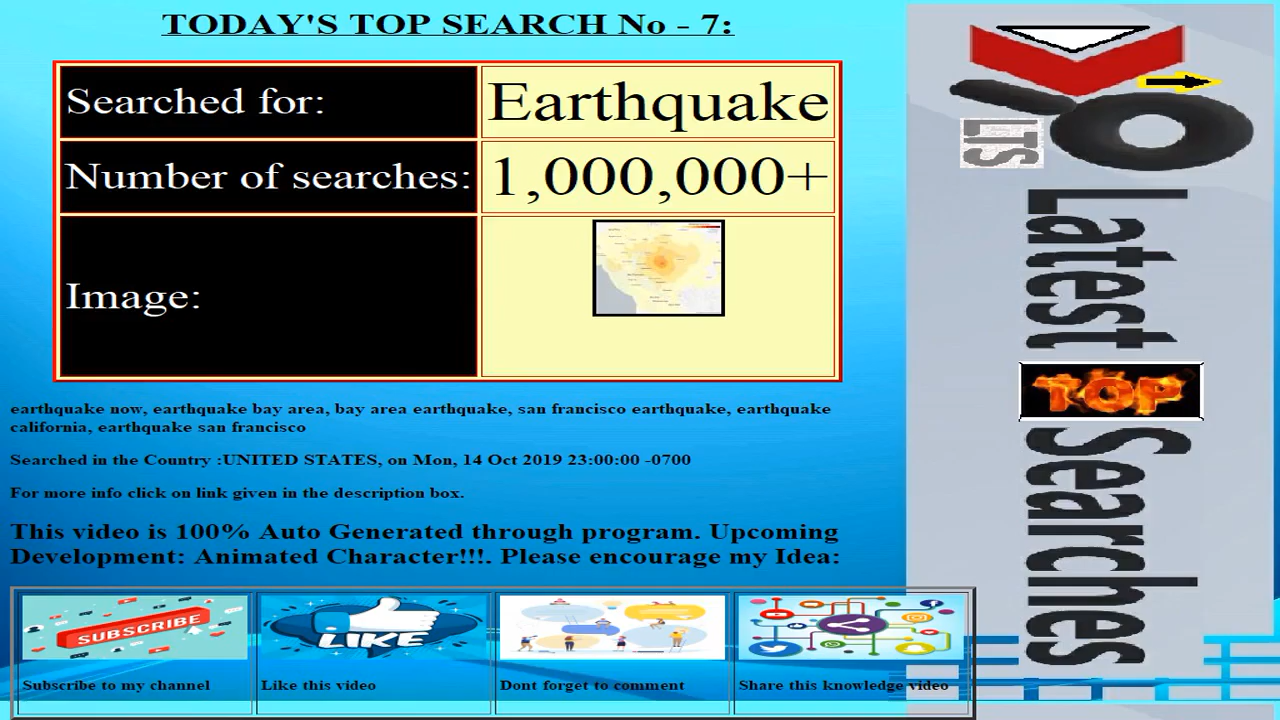 TODAY'S TOP SEARCH No - 7:
Searched for:
Earthquake
Number of searches:
1,000,000+
Image:
earthquake now, earthquake bay area, bay area earthquake, san francisco earthquake, earthquake
california, earthquake san francisco
Searched in the Country :UNITED STATES, on Mon, 14 Oct 2019 23:00:00 -0700
For more info click on link given in the description box.
This video is 100% Auto Generated through program. Upcoming
Development: Animated Character!!!. Please encourage my Idea:
SUBSCRIBE
LIKE
Subscribe to my channel
Like this video
Dont forget to comment
Share this knowledge video
LTS
Latest
TOP
Searches